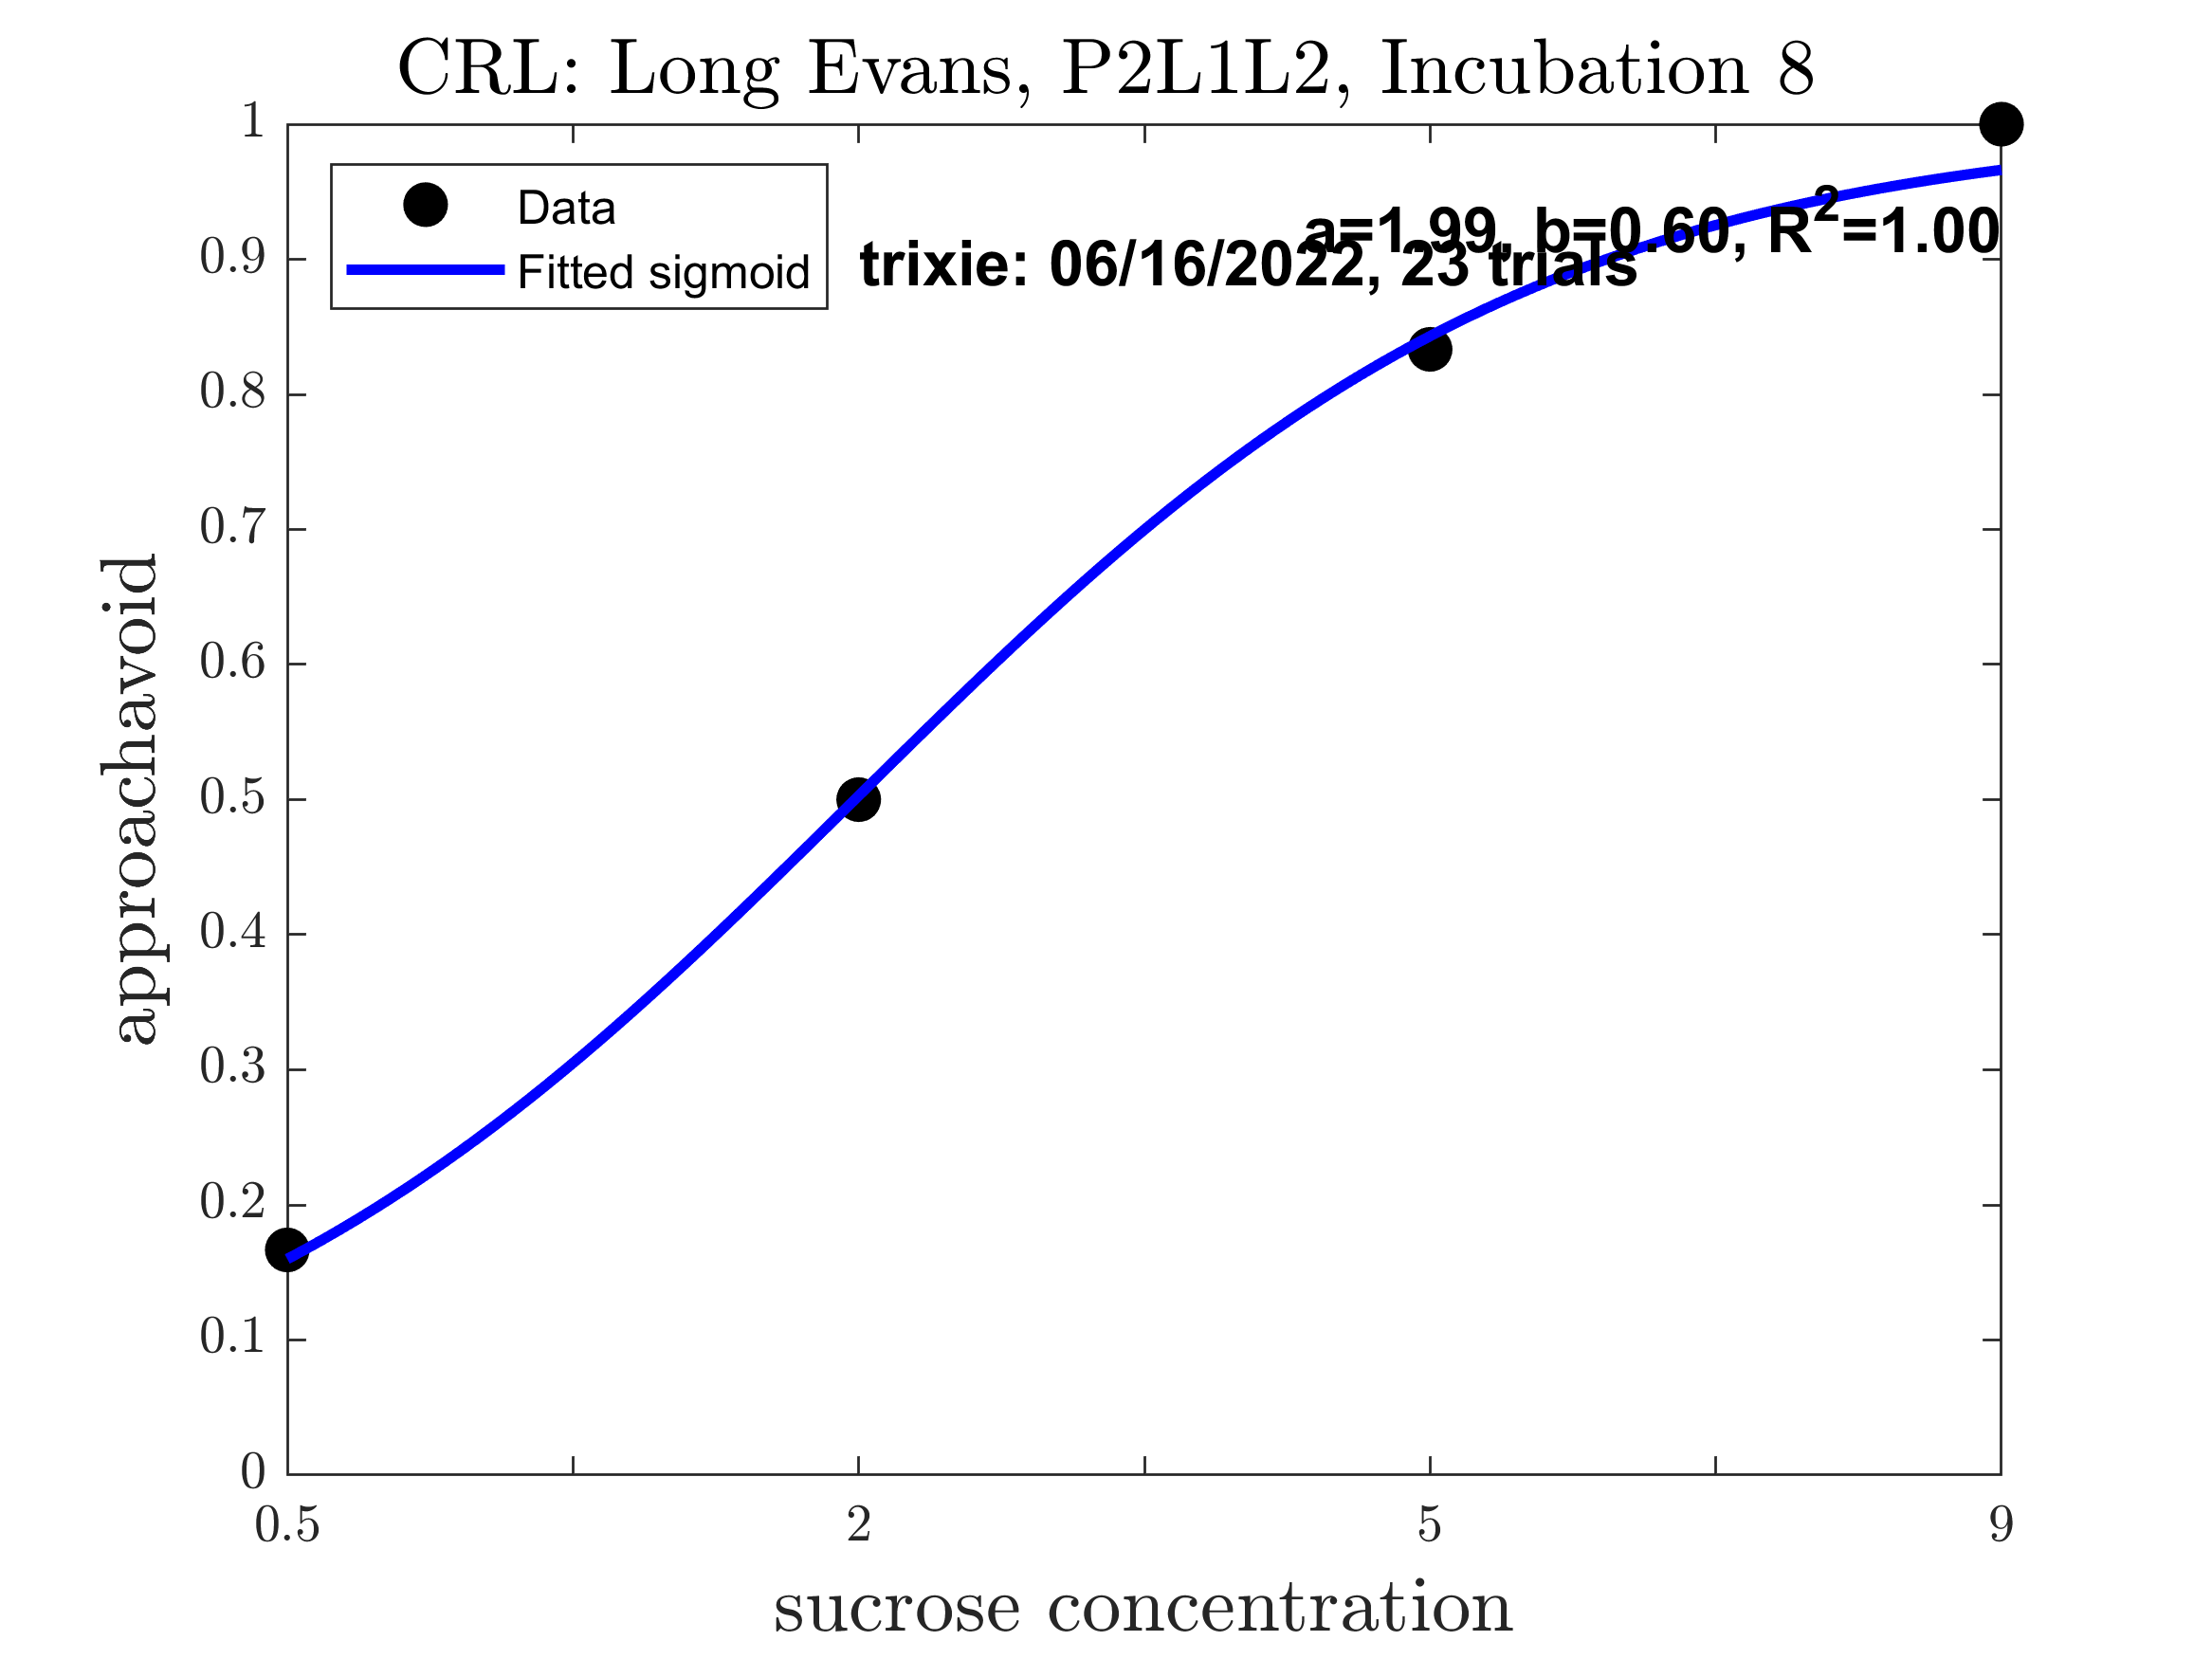 CRL: Long Evans, P2L1L2, Incubation 8
Data
Fitted sigmoid
a=1.99, b=0.60, R²=1.00
trixie: 06/16/2022, 23 trials
approachavoid
1
0.9
0.8
0.7
0.6
0.5
0.4
0.3
0.2
0.1
0
0.5 2 5 9
sucrose concentration